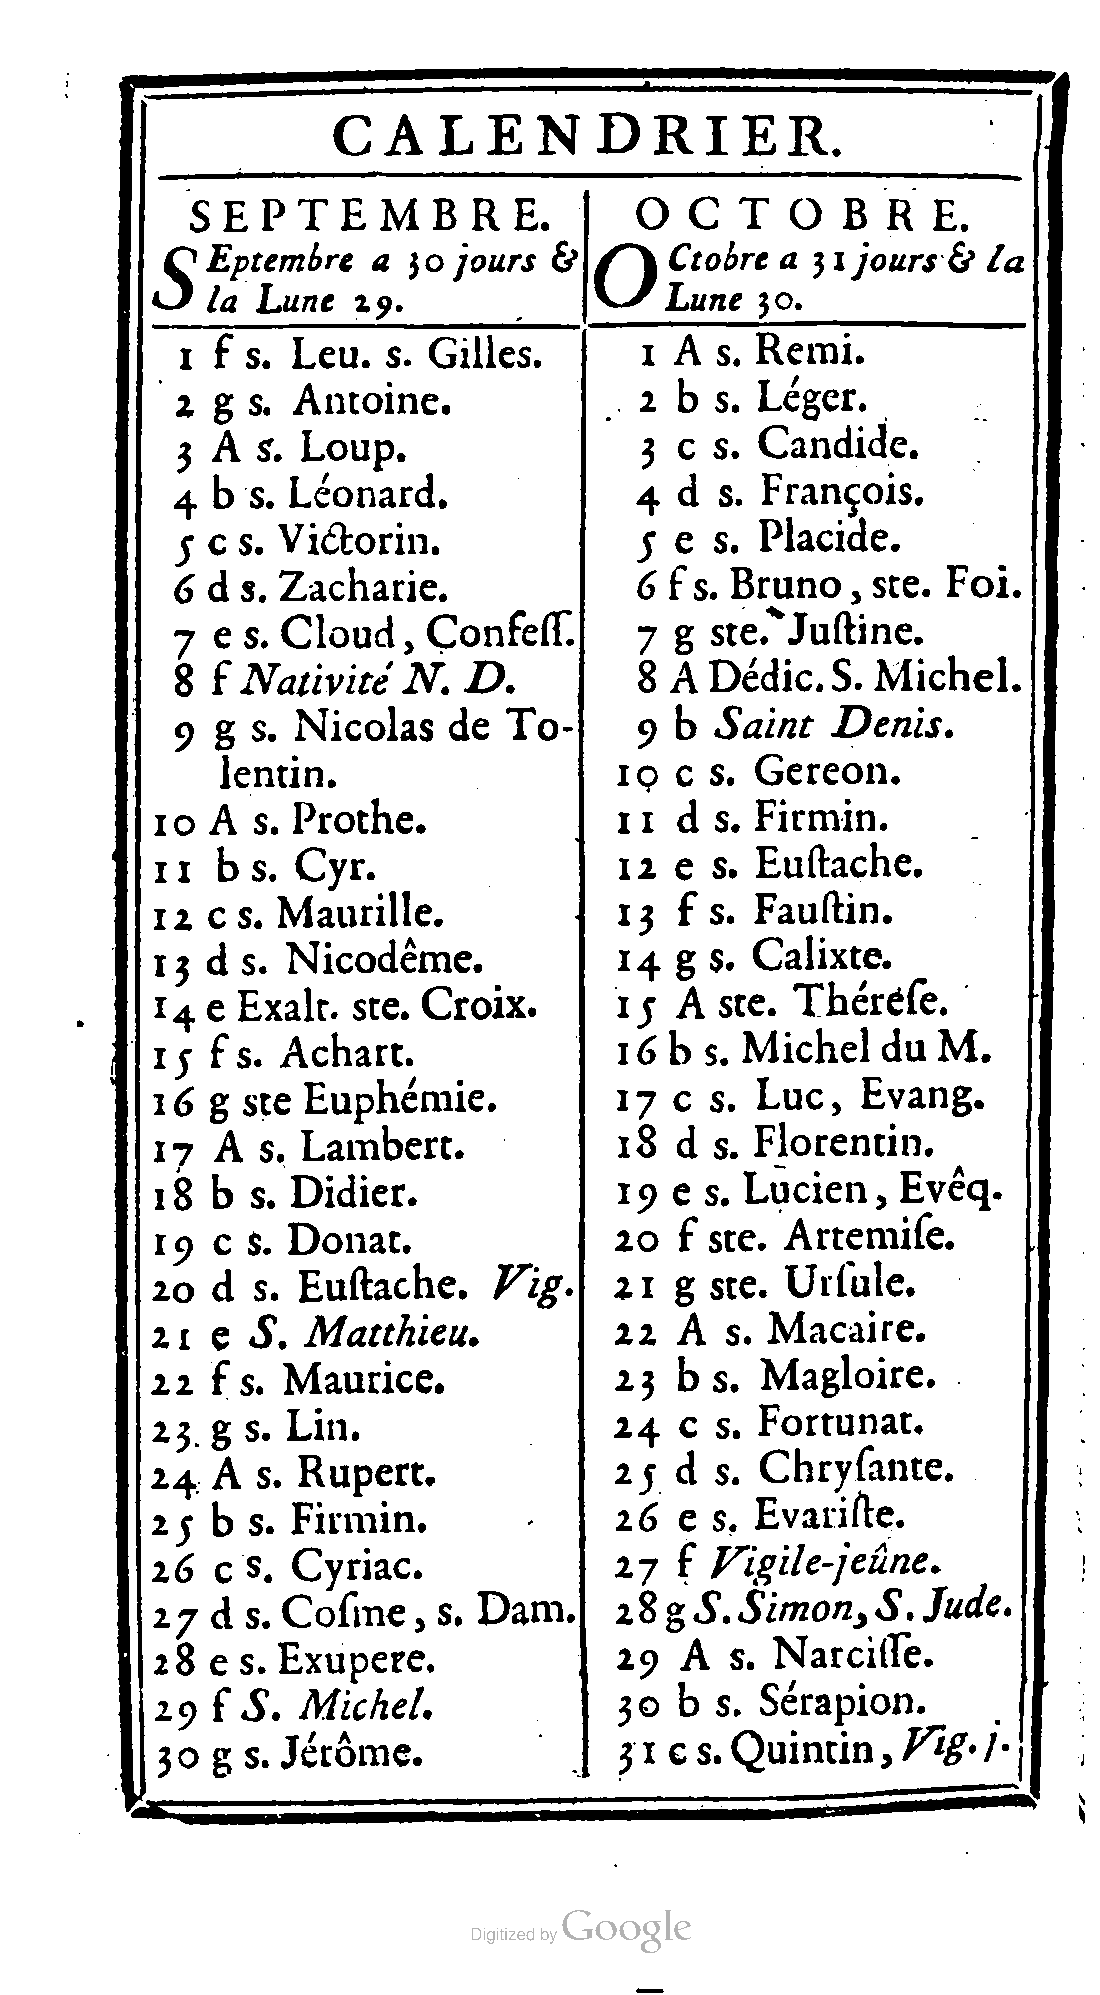 CALENDRIER.
SEPTEMBRE.
SEptembre a 30 jours &
la Lune 29.
1 f s. Leu. s. Gilles.
2 g s. Antoine.
3 A s. Loup.
4 b s. Léonard.
5 c s. Victorin.
6 d s. Zacharie.
7 e s. Cloud, Confeſſ.
8 f Nativité N. D.
9 g s. Nicolas de To-
lentin.
10 A s. Prothe.
11 b s. Cyr.
12 c s. Maurille.
13 d s. Nicodême.
14 e Exalt. ste. Croix.
15 f s. Achart.
16 g ste Euphémie.
17 A s. Lambert.
18 b s. Didier.
19 c s. Donat.
20 d s. Euſtache. Vig.
21 e S. Matthieu.
22 f s. Maurice.
23. g s. Lin.
24 A s. Rupert.
25 b s. Firmin.
26 c s. Cyriac.
27 d s. Coſme, s. Dam.
28 e s. Exupere.
29 f S. Michel.
30 g s. Jérôme.
OCTOBRE.
OCtobre a 31 jours & la
Lune 30.
1 A s. Remi.
2 b s. Léger.
3 c s. Candide.
4 d s. François.
5 e s. Placide.
6 f s. Bruno, ste. Foi.
7 g ste. Juſtine.
8 A Dédic. S. Michel.
9 b Saint Denis.
10 c s. Gereon.
11 d s. Firmin.
12 e s. Euſtache.
13 f s. Fauſtin.
14 g s. Calixte.
15 A ste. Théréſe.
16 b s. Michel du M.
17 c s. Luc, Evang.
18 d s. Florentin.
19 e s. Lucien, Evêq.
20 f ste. Artemiſe.
21 g ste. Urſule.
22 A s. Macaire.
23 b s. Magloire.
24 c s. Fortunat.
25 d s. Chryſante.
26 e s. Evariſte.
27 f Vigile-jeûne.
28 g S. Simon, S. Jude.
29 A s. Narciſſe.
30 b s. Sérapion.
31 c s. Quintin, Vig. j.
Digitized by Google